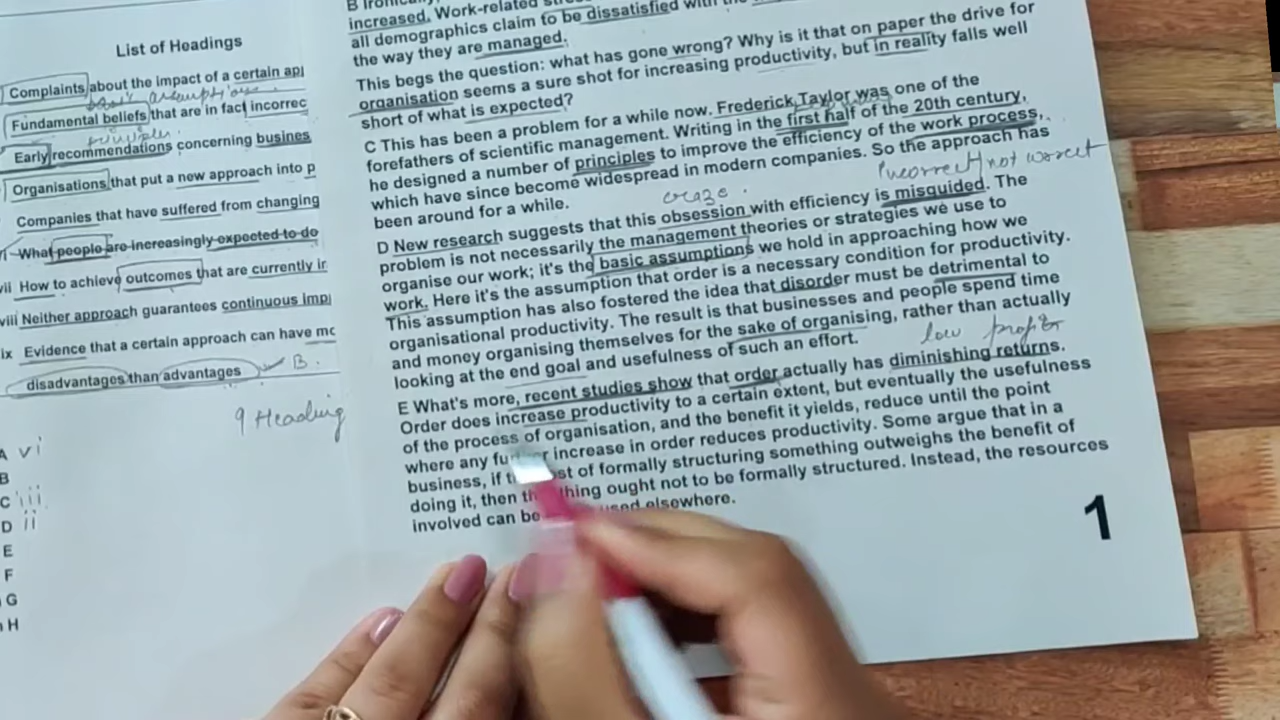 List of Headings
Complaints about the impact of a certain ap
Fundamental beliefs that are in fact incorrec
Early recommendations concerning busines
Organisations that put a new approach into p
Companies that have suffered from changing
What people are increasingly expected to do
vii How to achieve outcomes that are currently ir
viii Neither approach guarantees continuous imp
ix Evidence that a certain approach can have mo
disadvantages than advantages
B.
9 Heading
A vi
B
C iii
D ii
E
F
G
H
increased. Work-related
all demographics claim to be dissatisfied with the
the way they are managed.
This begs the question: what has gone wrong? Why is it that on paper the drive for
organisation seems a sure shot for increasing productivity, but in reality falls well
short of what is expected?
C This has been a problem for a while now. Frederick Taylor was one of the
forefathers of scientific management. Writing in the first half of the 20th century,
he designed a number of principles to improve the efficiency of the work process,
which have since become widespread in modern companies. So the approach has
been around for a while.
craze.
incorrect/not correct
D New research suggests that this obsession with efficiency is misguided. The
problem is not necessarily the management theories or strategies we use to
organise our work; it's the basic assumptions we hold in approaching how we
work. Here it's the assumption that order is a necessary condition for productivity.
This assumption has also fostered the idea that disorder must be detrimental to
organisational productivity. The result is that businesses and people spend time
and money organising themselves for the sake of organising, rather than actually
looking at the end goal and usefulness of such an effort.
low profit
E What's more, recent studies show that order actually has diminishing returns.
Order does increase productivity to a certain extent, but eventually the usefulness
of the process of organisation, and the benefit it yields, reduce until the point
where any further increase in order reduces productivity. Some argue that in a
business, if of formally structuring something outweighs the benefit of
doing it, then thing ought not to be formally structured. Instead, the resources
involved can be used elsewhere.
1